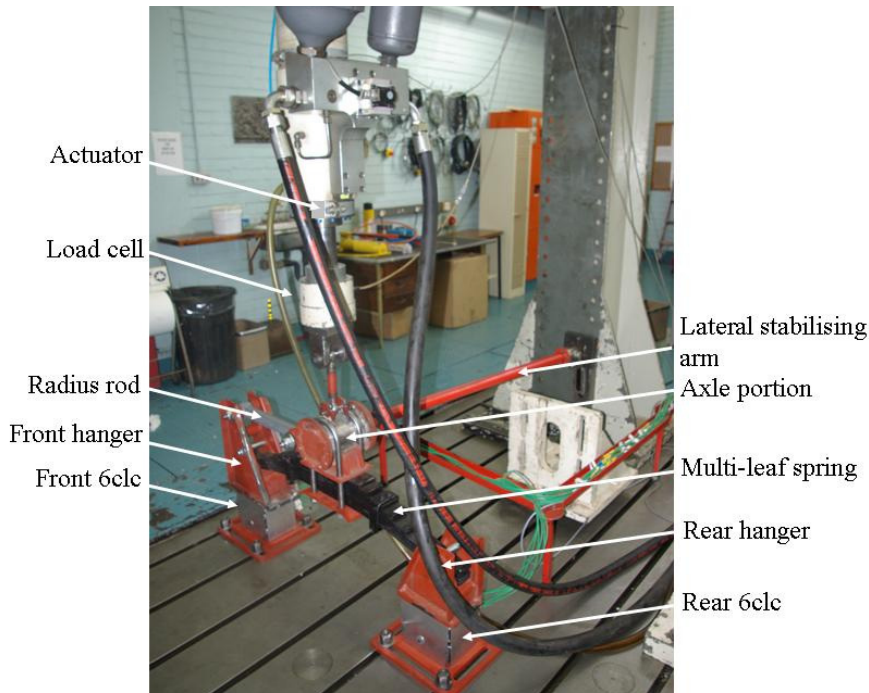 Actuator
Load cell
Radius rod
Front hanger
Front 6clc
Lateral stabilising
arm
Axle portion
Multi-leaf spring
Rear hanger
Rear 6clc